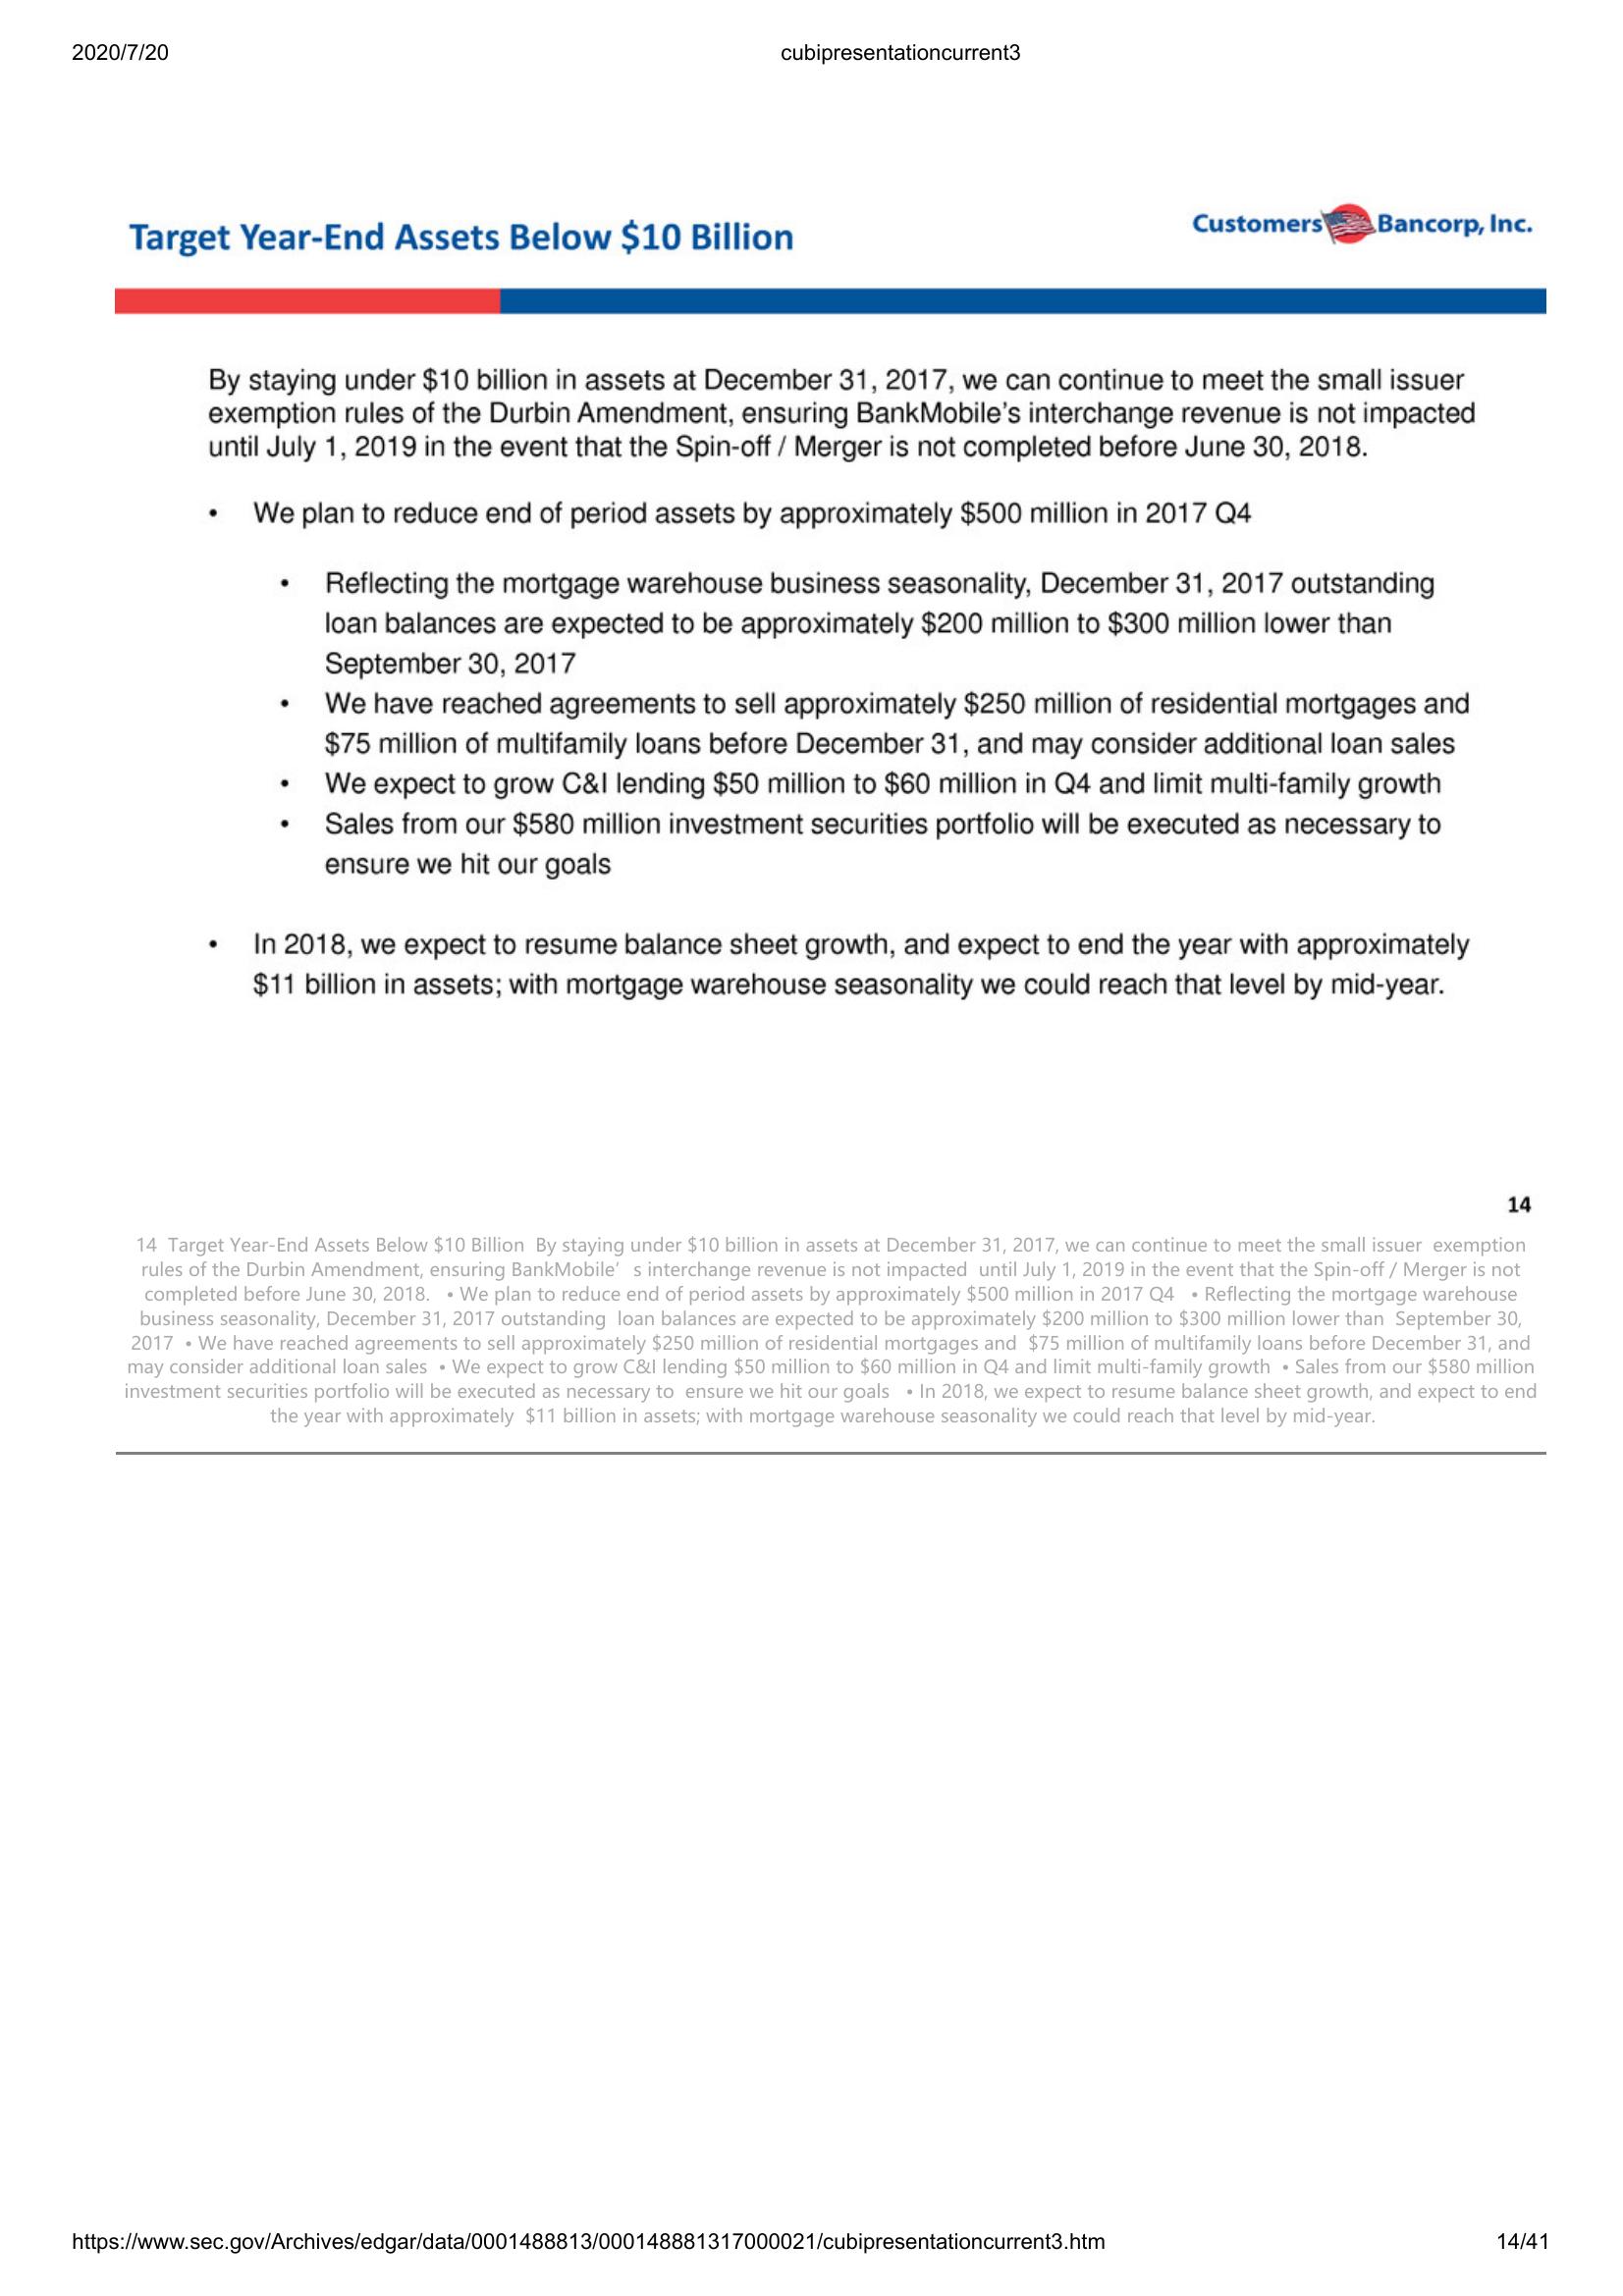 2020/7/20
cubipresentationcurrent3
Target Year-End Assets Below $10 Billion
Customers Bancorp, Inc.
By staying under $10 billion in assets at December 31, 2017, we can continue to meet the small issuer
exemption rules of the Durbin Amendment, ensuring BankMobile's interchange revenue is not impacted
until July 1, 2019 in the event that the Spin-off / Merger is not completed before June 30, 2018.
• We plan to reduce end of period assets by approximately $500 million in 2017 Q4
• Reflecting the mortgage warehouse business seasonality, December 31, 2017 outstanding
loan balances are expected to be approximately $200 million to $300 million lower than
September 30, 2017
• We have reached agreements to sell approximately $250 million of residential mortgages and
$75 million of multifamily loans before December 31, and may consider additional loan sales
• We expect to grow C&I lending $50 million to $60 million in Q4 and limit multi-family growth
• Sales from our $580 million investment securities portfolio will be executed as necessary to
ensure we hit our goals
• In 2018, we expect to resume balance sheet growth, and expect to end the year with approximately
$11 billion in assets; with mortgage warehouse seasonality we could reach that level by mid-year.
14
14 Target Year-End Assets Below $10 Billion By staying under $10 billion in assets at December 31, 2017, we can continue to meet the small issuer exemption
rules of the Durbin Amendment, ensuring BankMobile' s interchange revenue is not impacted until July 1, 2019 in the event that the Spin-off / Merger is not
completed before June 30, 2018. • We plan to reduce end of period assets by approximately $500 million in 2017 Q4 • Reflecting the mortgage warehouse
business seasonality, December 31, 2017 outstanding loan balances are expected to be approximately $200 million to $300 million lower than September 30,
2017 • We have reached agreements to sell approximately $250 million of residential mortgages and $75 million of multifamily loans before December 31, and
may consider additional loan sales • We expect to grow C&I lending $50 million to $60 million in Q4 and limit multi-family growth • Sales from our $580 million
investment securities portfolio will be executed as necessary to ensure we hit our goals • In 2018, we expect to resume balance sheet growth, and expect to end
the year with approximately $11 billion in assets; with mortgage warehouse seasonality we could reach that level by mid-year.
https://www.sec.gov/Archives/edgar/data/0001488813/000148881317000021/cubipresentationcurrent3.htm
14/41